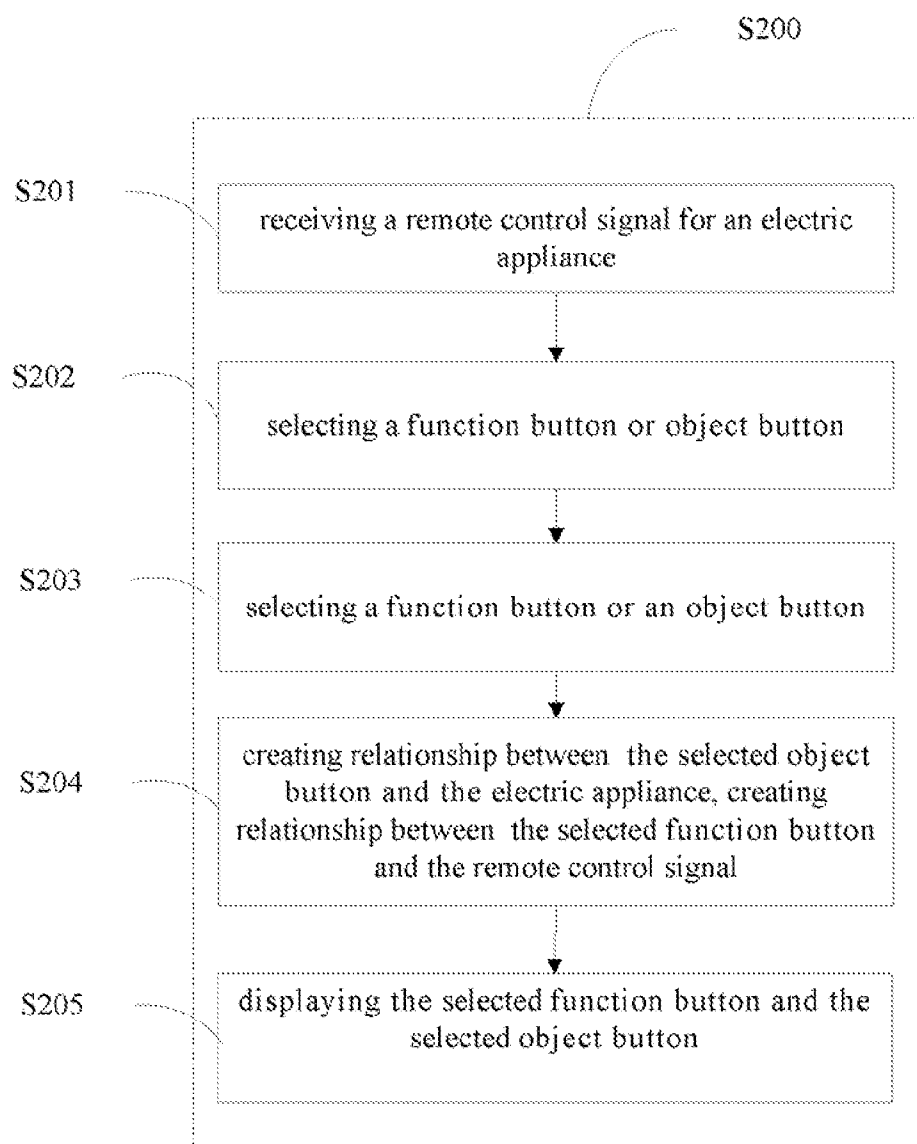 S200
S201
receiving a remote control signal for an electric
appliance
S202
selecting a function button or object button
S203
selecting a function button or an object button
S204
creating relationship between the selected object
button and the electric appliance, creating
relationship between the selected function button
and the remote control signal
S205
displaying the selected function button and the
selected object button